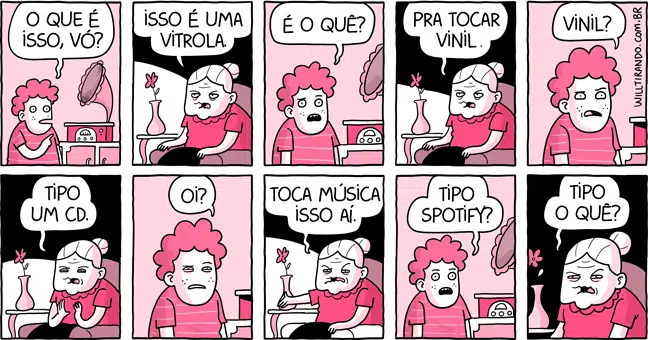 O QUE É
ISSO, VÓ?
ISSO É UMA
VITROLA.
É O QUÊ?
PRA TOCAR
VINIL.
VINIL?
WILLTIRANDO.COM.BR
TIPO
UM CD.
OI?
TOCA MÚSICA
ISSO AÍ.
TIPO
SPOTIFY?
TIPO
O QUÊ?